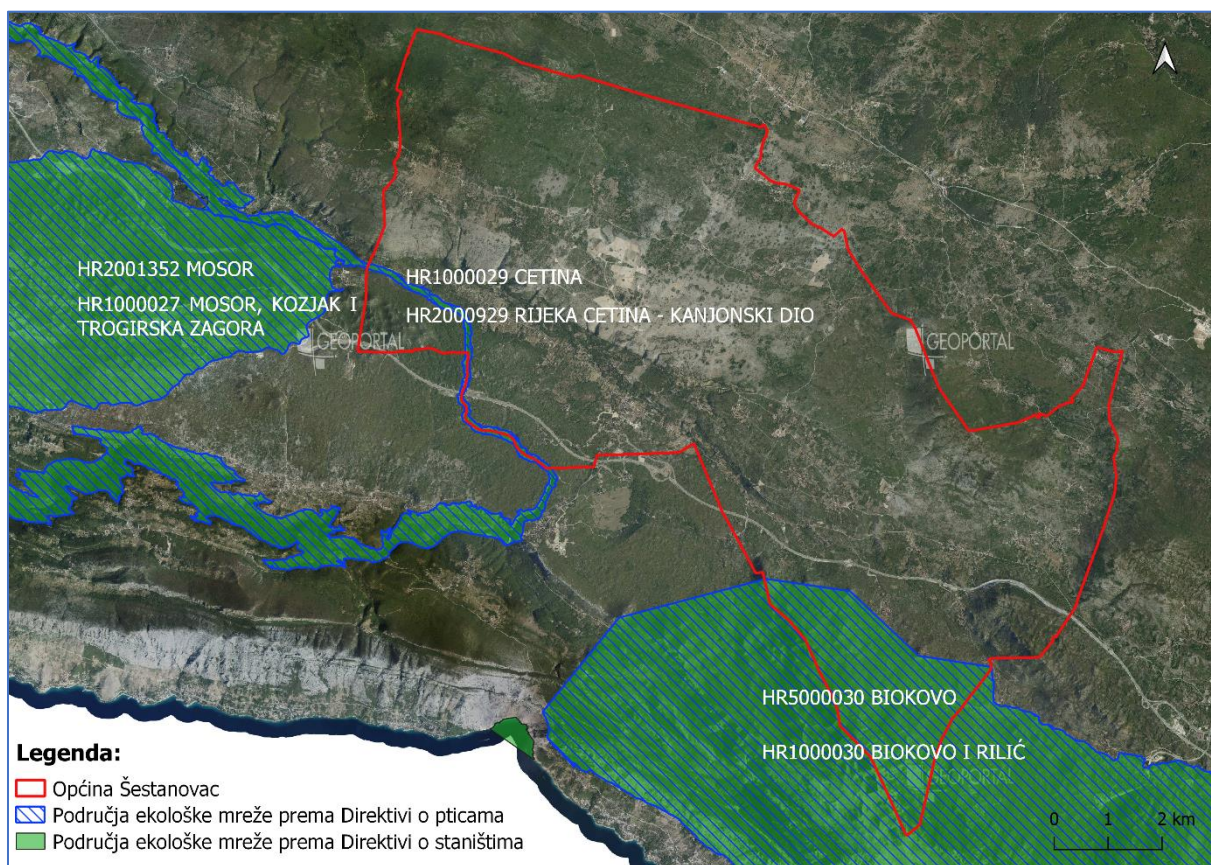 HR2001352 MOSOR
HR1000027 MOSOR, KOZJAK I
TROGIRSKA ZAGORA
HR1000029 CETINA
HR2000929 RIJEKA CETINA - KANJONSKI DIO
GEOPORTAL
GEOPORTAL
HR5000030 BIOKOVO
HR1000030 BIOKOVO I RILIĆ
GEOPORTAL
Legenda:
Općina Šestanovac
Područja ekološke mreže prema Direktivi o pticama
Područja ekološke mreže prema Direktivi o staništima
0 1 2 km